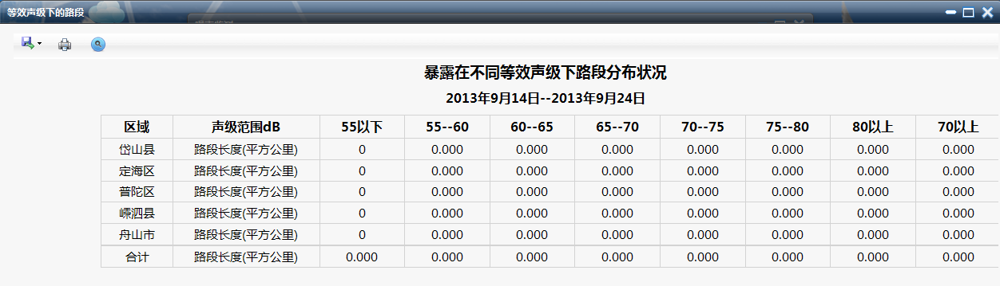 等效声级下的路段
暴露在不同等效声级下路段分布状况
2013年9月14日--2013年9月24日
区域 声级范围dB 55以下 55--60 60--65 65--70 70--75 75--80 80以上 70以上
岱山县 路段长度(平方公里) 0 0.000 0.000 0.000 0.000 0.000 0.000 0.000
定海区 路段长度(平方公里) 0 0.000 0.000 0.000 0.000 0.000 0.000 0.000
普陀区 路段长度(平方公里) 0 0.000 0.000 0.000 0.000 0.000 0.000 0.000
嵊泗县 路段长度(平方公里) 0 0.000 0.000 0.000 0.000 0.000 0.000 0.000
舟山市 路段长度(平方公里) 0 0.000 0.000 0.000 0.000 0.000 0.000 0.000
合计 路段长度(平方公里) 0.000 0.000 0.000 0.000 0.000 0.000 0.000 0.000